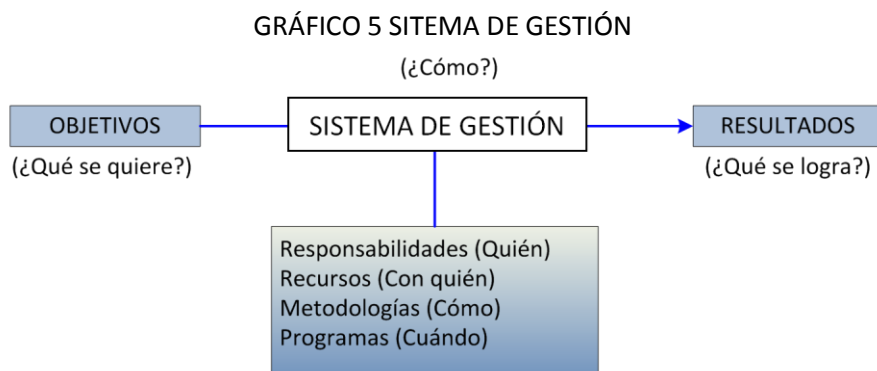 GRÁFICO 5 SITEMA DE GESTIÓN
(¿Cómo?)
OBJETIVOS
SISTEMA DE GESTIÓN
RESULTADOS
(¿Qué se quiere?)
(¿Qué se logra?)
Responsabilidades (Quién)
Recursos (Con quién)
Metodologías (Cómo)
Programas (Cuándo)